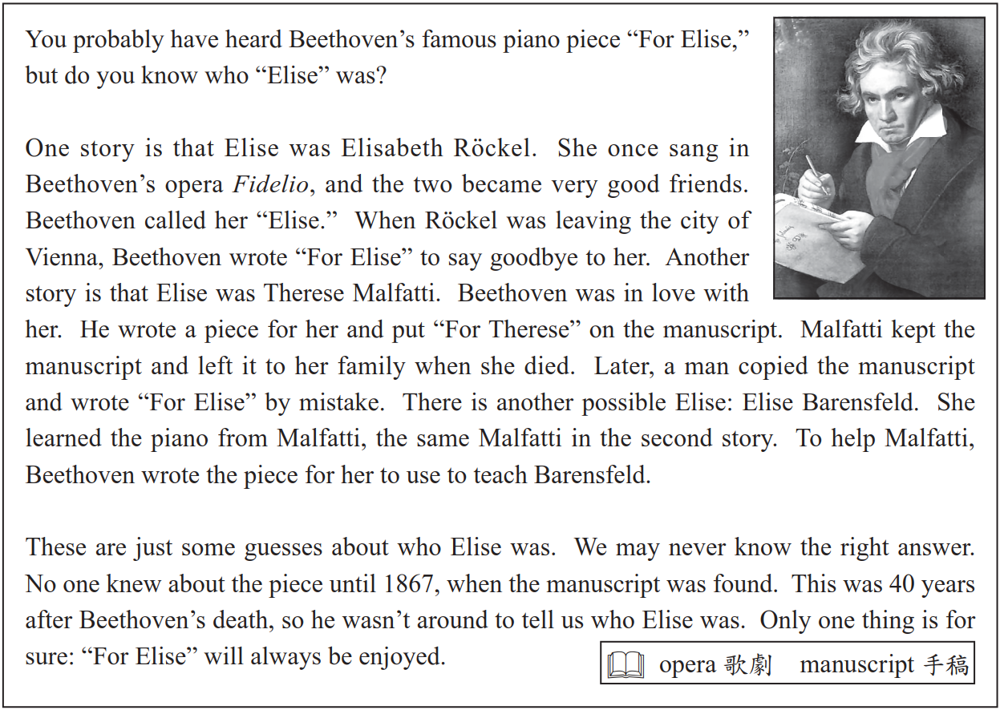 You probably have heard Beethoven’s famous piano piece “For Elise,”
but do you know who “Elise” was?
One story is that Elise was Elisabeth Röckel. She once sang in
Beethoven’s opera Fidelio, and the two became very good friends.
Beethoven called her “Elise.” When Röckel was leaving the city of
Vienna, Beethoven wrote “For Elise” to say goodbye to her. Another
story is that Elise was Therese Malfatti. Beethoven was in love with
her. He wrote a piece for her and put “For Therese” on the manuscript. Malfatti kept the
manuscript and left it to her family when she died. Later, a man copied the manuscript
and wrote “For Elise” by mistake. There is another possible Elise: Elise Barensfeld. She
learned the piano from Malfatti, the same Malfatti in the second story. To help Malfatti,
Beethoven wrote the piece for her to use to teach Barensfeld.
These are just some guesses about who Elise was. We may never know the right answer.
No one knew about the piece until 1867, when the manuscript was found. This was 40 years
after Beethoven’s death, so he wasn’t around to tell us who Elise was. Only one thing is for
sure: “For Elise” will always be enjoyed.
opera 歌劇 manuscript 手稿